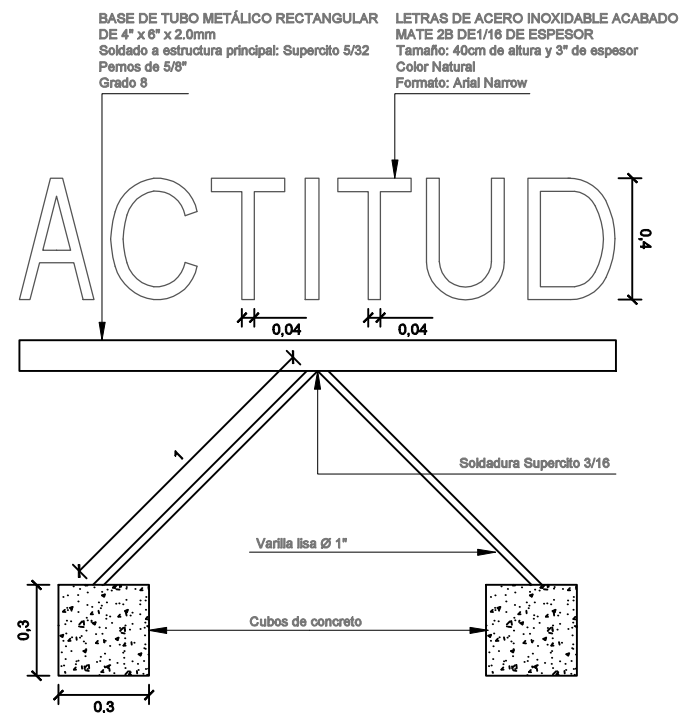 BASE DE TUBO METÁLICO RECTANGULAR
DE 4" x 6" x 2.0mm
Soldado a estructura principal: Supercito 5/32
Pernos de 5/8"
Grado 8
LETRAS DE ACERO INOXIDABLE ACABADO
MATE 2B DE1/16 DE ESPESOR
Tamaño: 40cm de altura y 3" de espesor
Color Natural
Formato: Arial Narrow
ACTITUD
0,4
0,04
0,04
1
Soldadura Supercito 3/16
Varilla lisa Ø 1"
Cubos de concreto
0,3
0,3